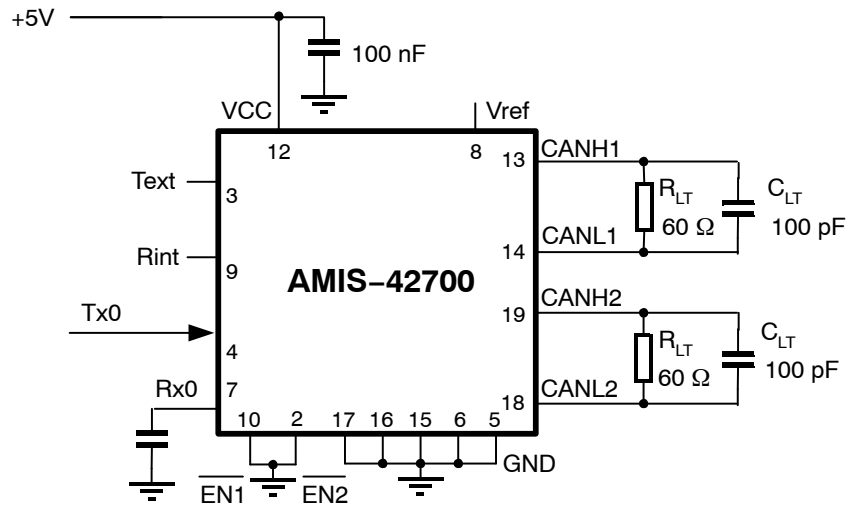 +5V
100 nF
VCC
Vref
12
8
13
CANH1
Text
3
R_LT
60 Ω
C_LT
100 pF
14
CANL1
Rint
9
AMIS−42700
19
CANH2
Tx0
4
R_LT
60 Ω
C_LT
100 pF
Rx0
7
18
CANL2
10
2
17
16
15
6
5
GND
EN1
EN2